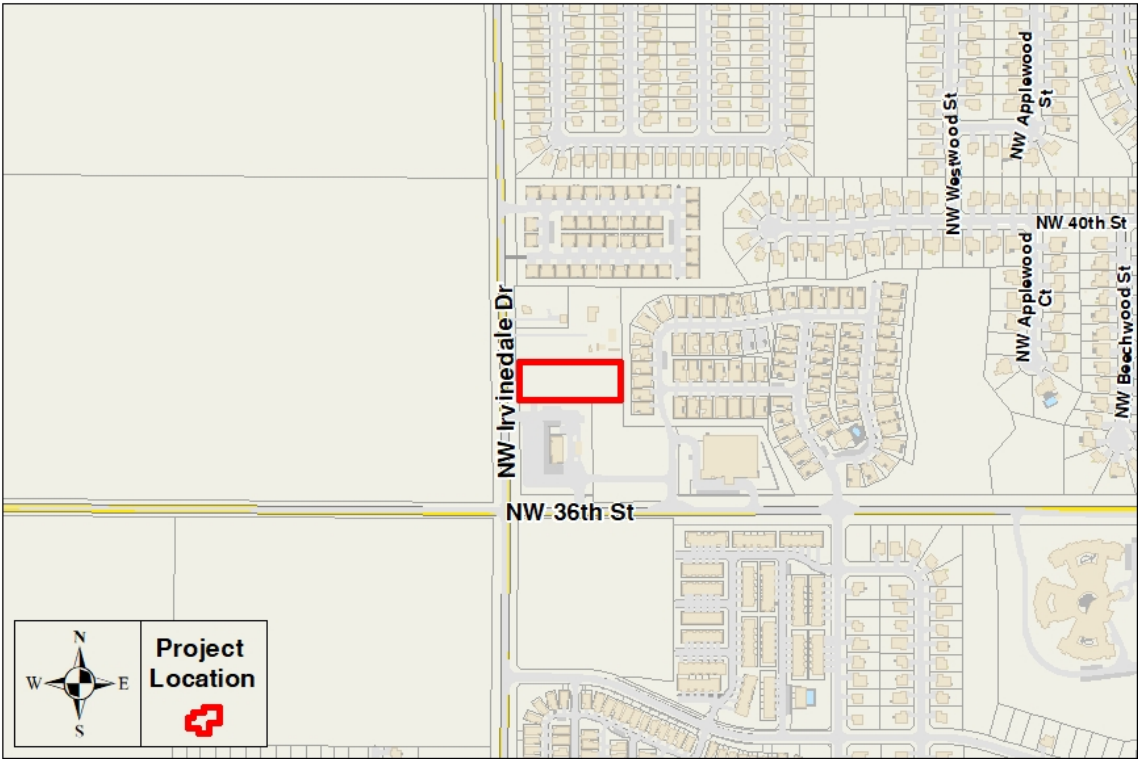 NW Applewood
St
NW Westwood St
NW 40th St
NW Applewood
Ct
NW Beechwood St
NW Irvinedale Dr
NW 36th St
N
W
E
S
Project
Location